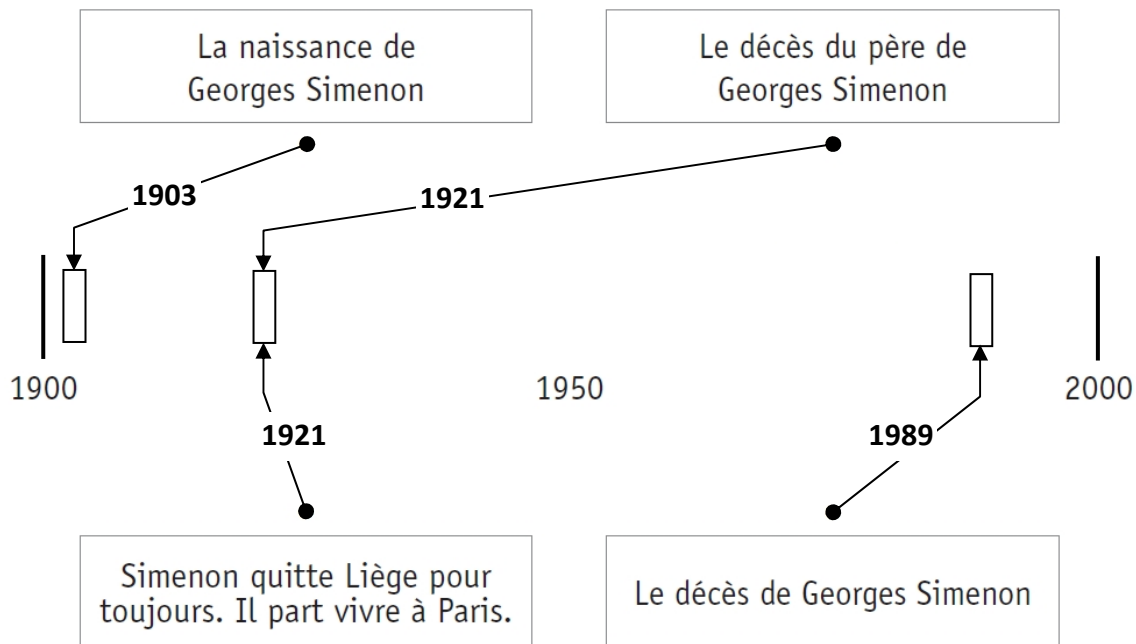 La naissance de
Georges Simenon
Le décès du père de
Georges Simenon
1903
1921
1900
1950
2000
1921
1989
Simenon quitte Liège pour
toujours. Il part vivre à Paris.
Le décès de Georges Simenon